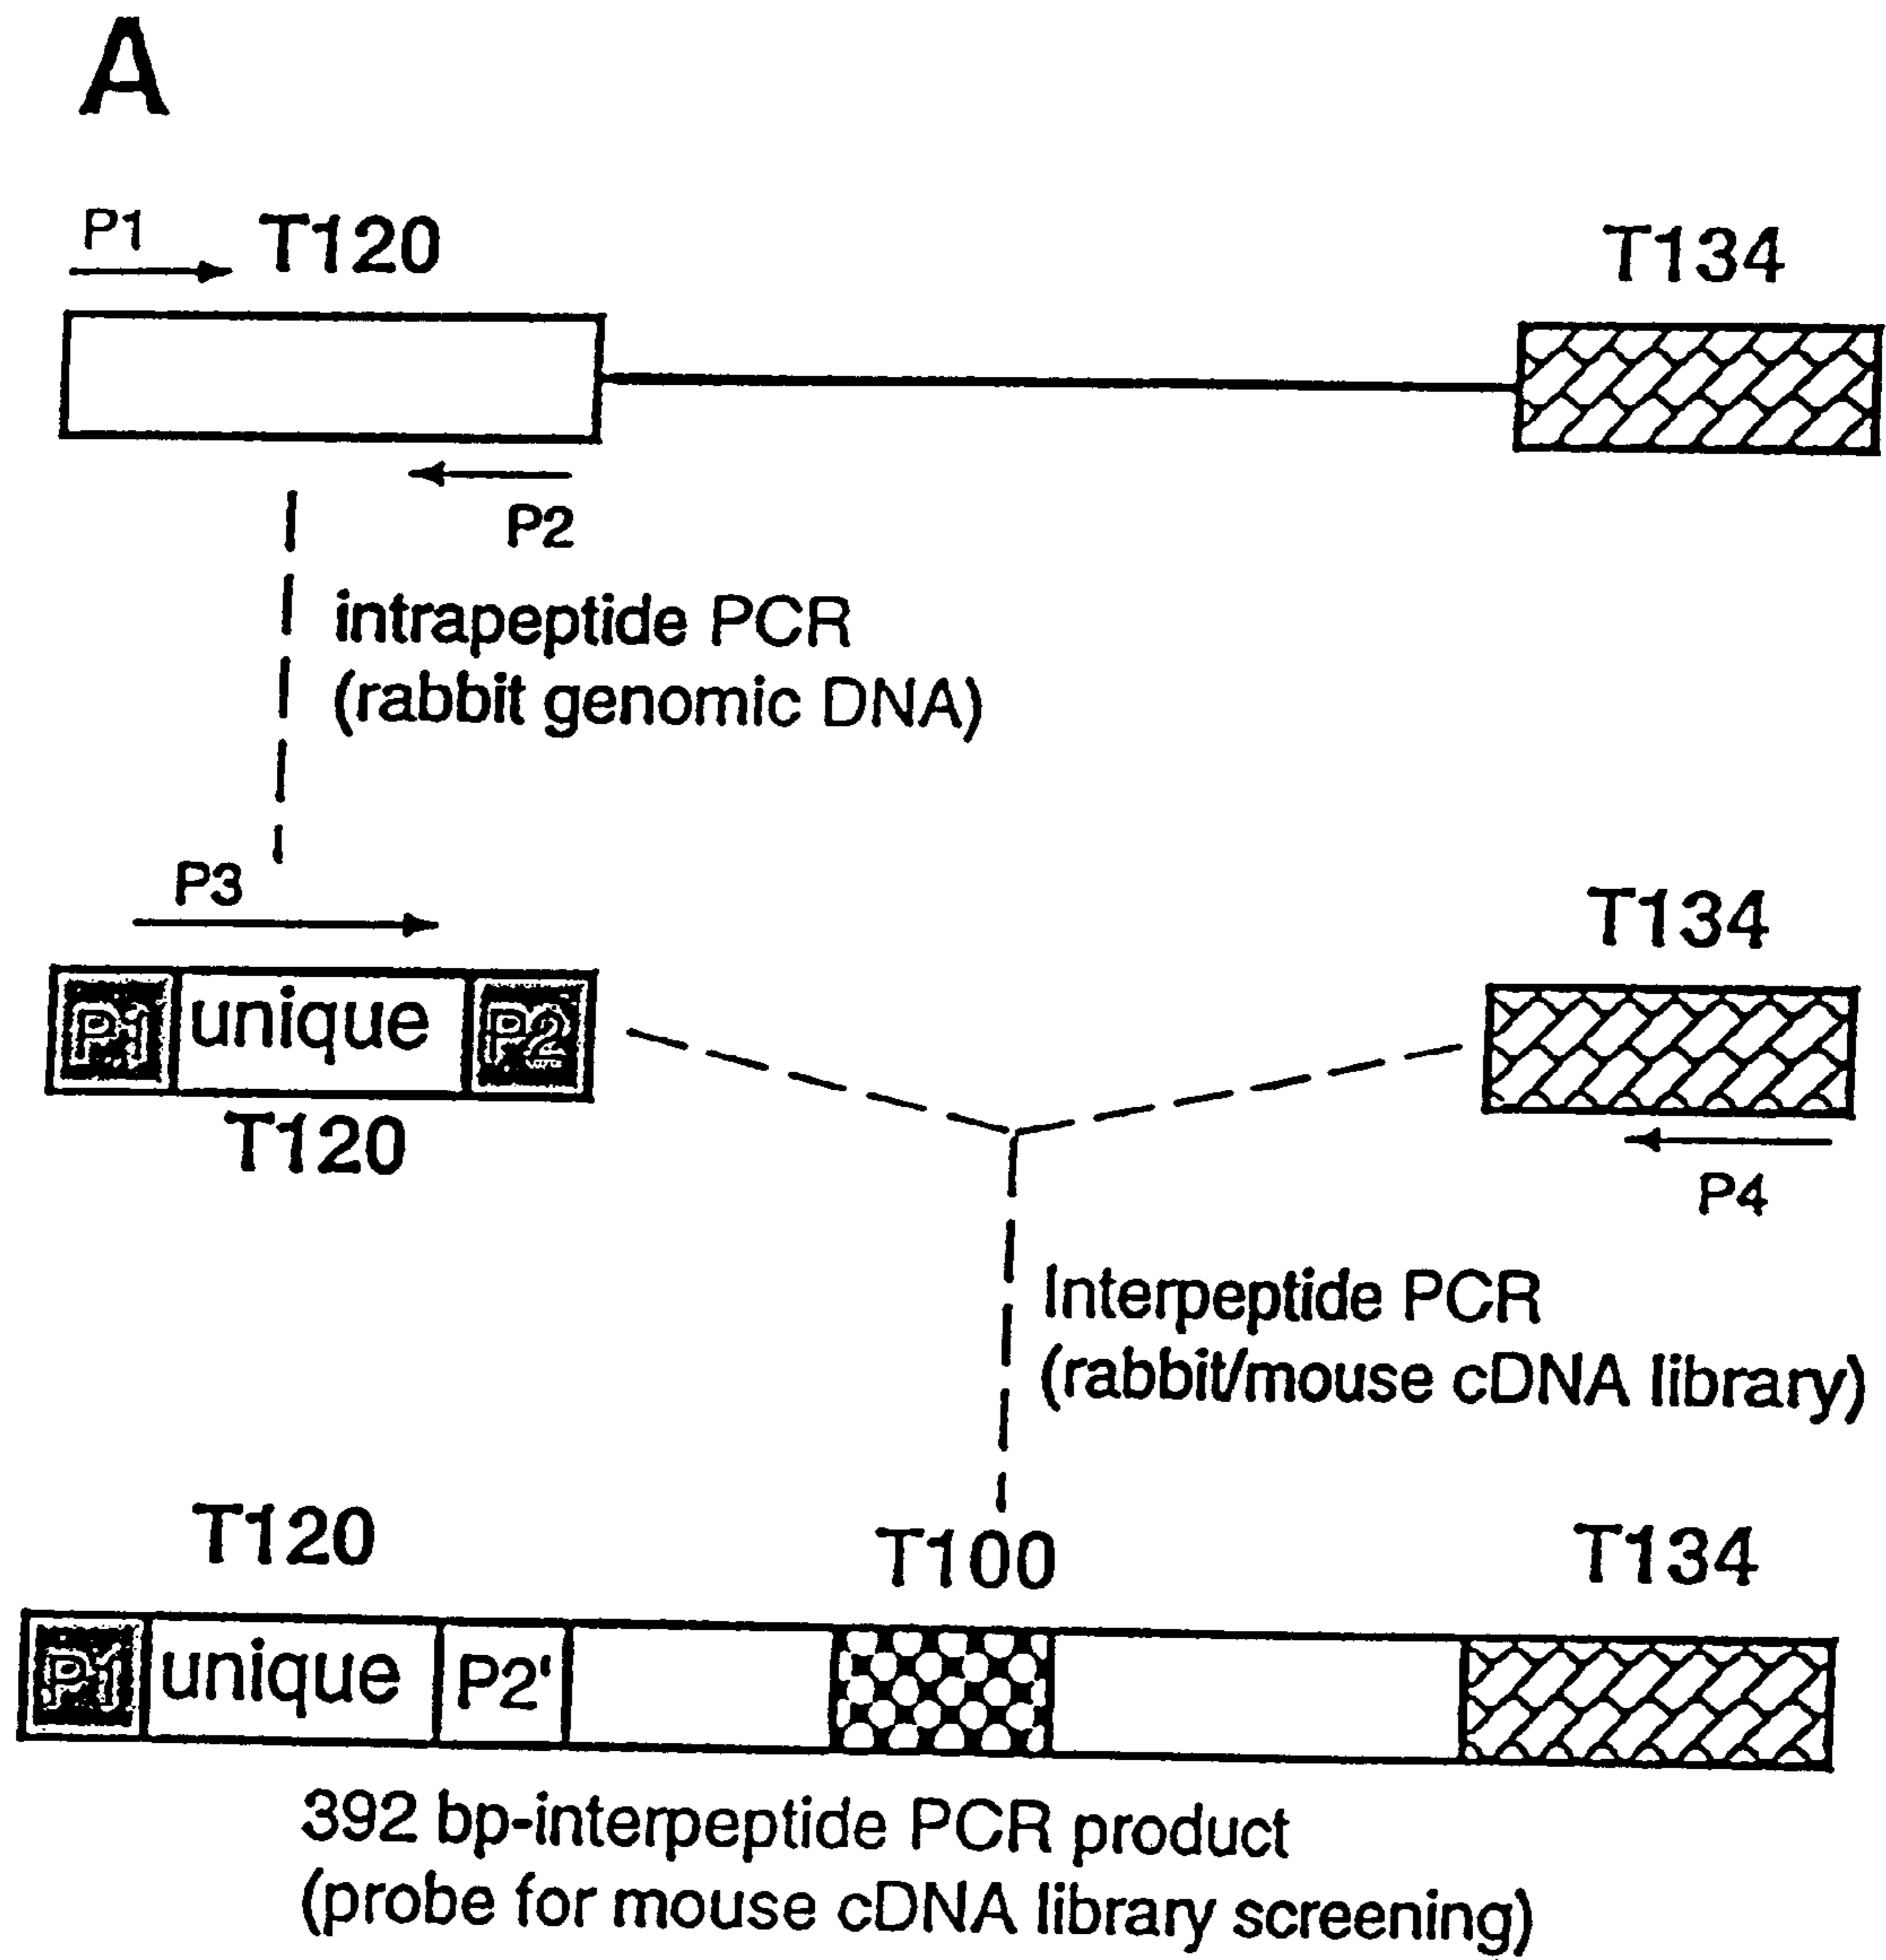 A
P1 T120 T134
P2
intrapeptide PCR
(rabbit genomic DNA)
P3
T134
P1 unique P2
T120
P4
Interpeptide PCR
(rabbit/mouse cDNA library)
T120 T100 T134
P1 unique P2'
392 bp-interpeptide PCR product
(probe for mouse cDNA library screening)